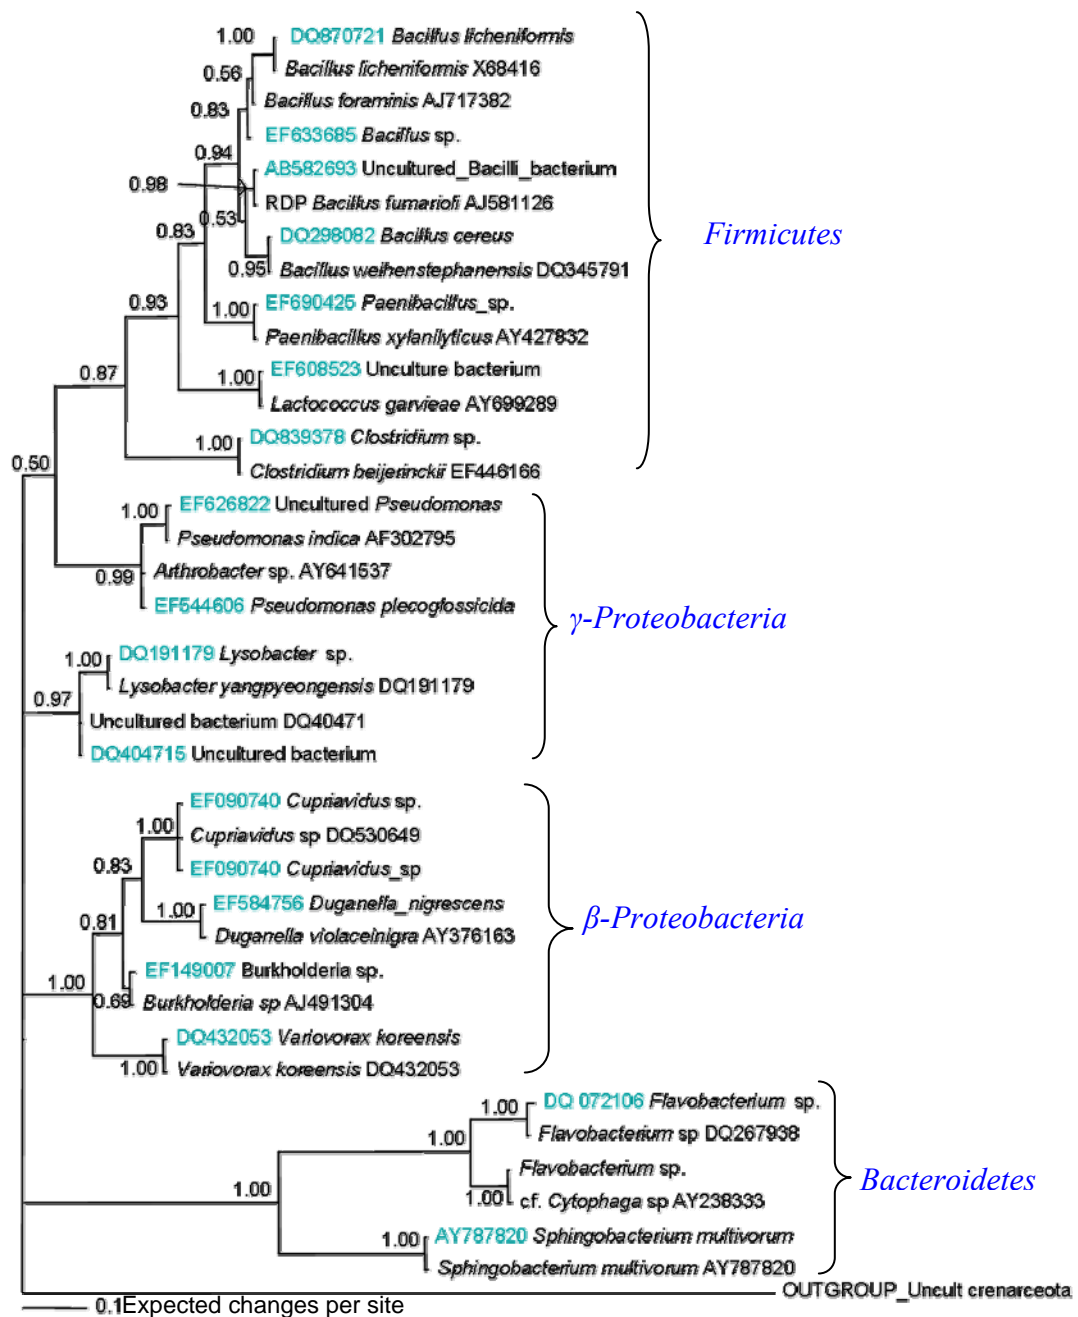 1.00 DQ870721 Bacillus licheniformis
Bacillus licheniformis X68416
0.56
Bacillus foraminis AJ717382
0.83
EF633685 Bacillus sp.
0.94
AB582693 Uncultured_Bacilli_bacterium
0.98
RDP Bacillus fumarioli AJ581126
0.53
0.83
DQ298082 Bacillus cereus
Firmicutes
0.95 Bacillus weihenstephanensis DQ345791
0.93
1.00 EF690425 Paenibacillus_sp.
Paenibacillus xylanilyticus AY427832
0.87
1.00 EF608523 Unculture bacterium
Lactococcus garvieae AY699289
1.00 DQ839378 Clostridium sp.
0.50
Clostridium beijerinckii EF446166
1.00 EF626822 Uncultured Pseudomonas
Pseudomonas indica AF302795
0.99 Arthrobacter sp. AY641537
EF544606 Pseudomonas plecoglossicida
γ-Proteobacteria
1.00 DQ191179 Lysobacter sp.
Lysobacter yangpyeongensis DQ191179
0.97
Uncultured bacterium DQ40471
DQ404715 Uncultured bacterium
EF090740 Cupriavidus sp.
1.00
Cupriavidus sp DQ530649
0.83 EF090740 Cupriavidus_sp
1.00 EF584756 Duganella_nigrescens
0.81
β-Proteobacteria
Duganella violaceinigra AY376163
1.00 EF149007 Burkholderia sp.
0.69 Burkholderia sp AJ491304
DQ432053 Variovorax koreensis
1.00 Variovorax koreensis DQ432053
1.00 DQ 072106 Flavobacterium sp.
Flavobacterium sp DQ267938
1.00
Flavobacterium sp.
Bacteroidetes
1.00 1.00 cf. Cytophaga sp AY238333
1.00 AY787820 Sphingobacterium multivorum
Sphingobacterium multivorum AY787820
OUTGROUP_Uncult crenarceota
0.1 Expected changes per site